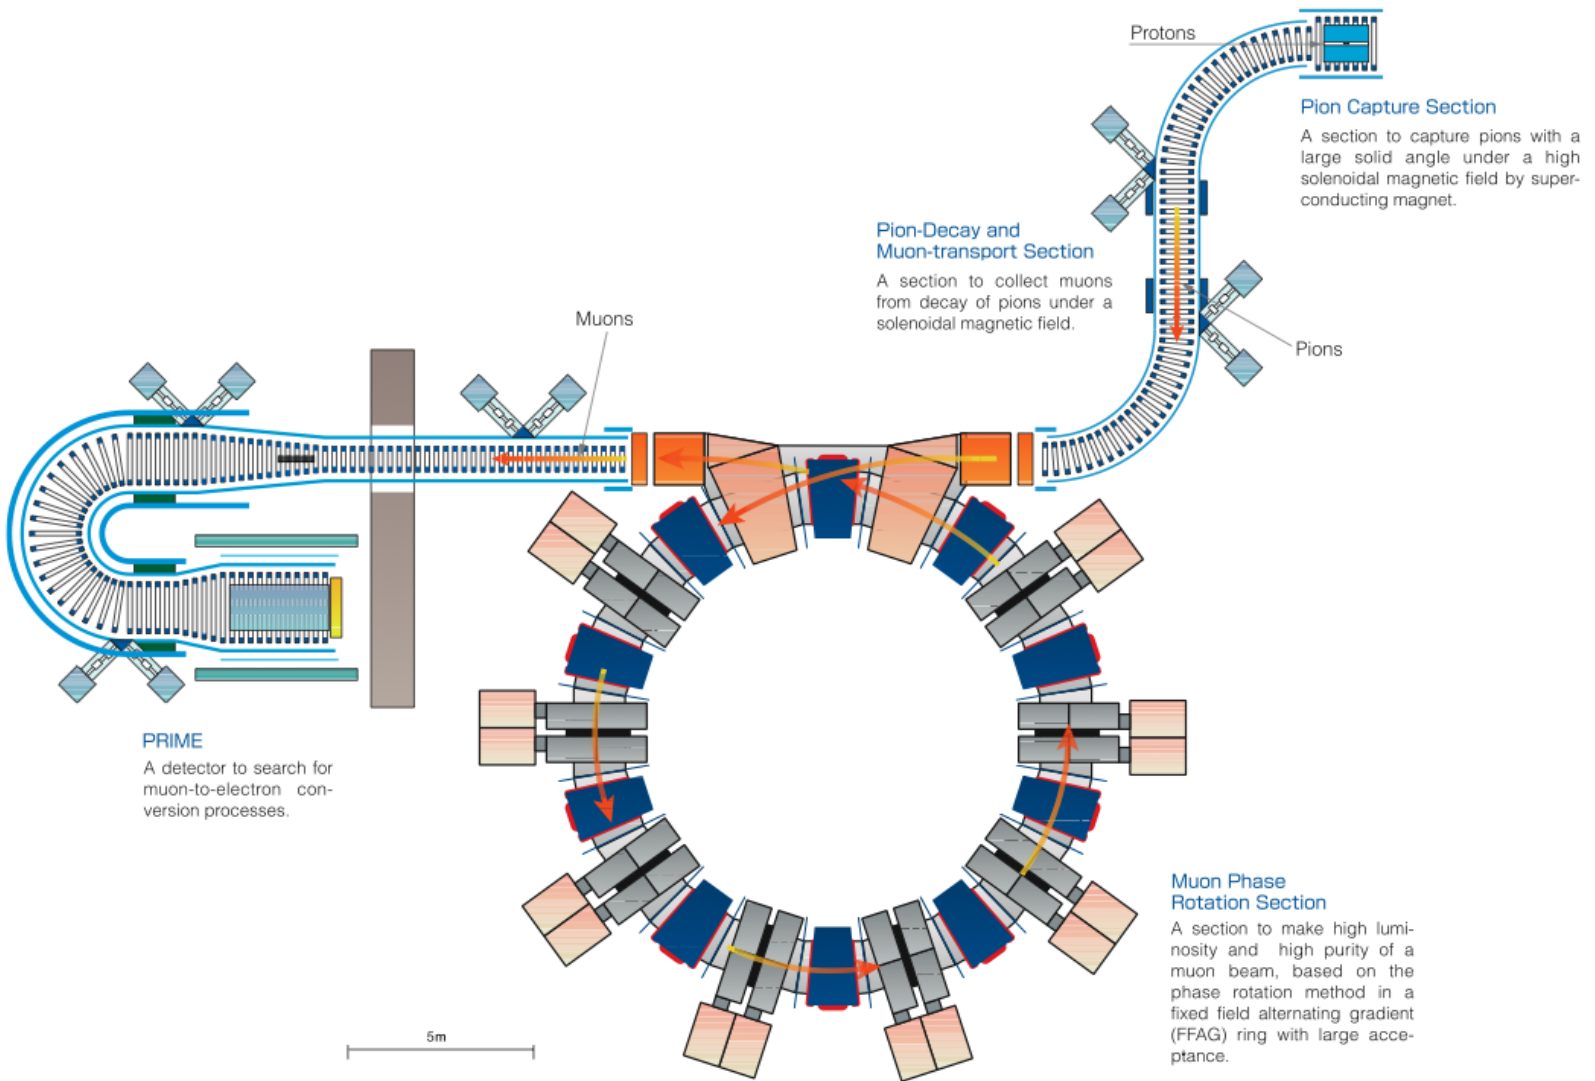 Protons
Pion Capture Section
A section to capture pions with a
large solid angle under a high
solenoidal magnetic field by super-
conducting magnet.
Pion-Decay and
Muon-transport Section
A section to collect muons
from decay of pions under a
solenoidal magnetic field.
Muons
Pions
PRIME
A detector to search for
muon-to-electron con-
version processes.
Muon Phase
Rotation Section
A section to make high lumi-
nosity and high purity of a
muon beam, based on the
phase rotation method in a
fixed field alternating gradient
(FFAG) ring with large acce-
ptance.
5m